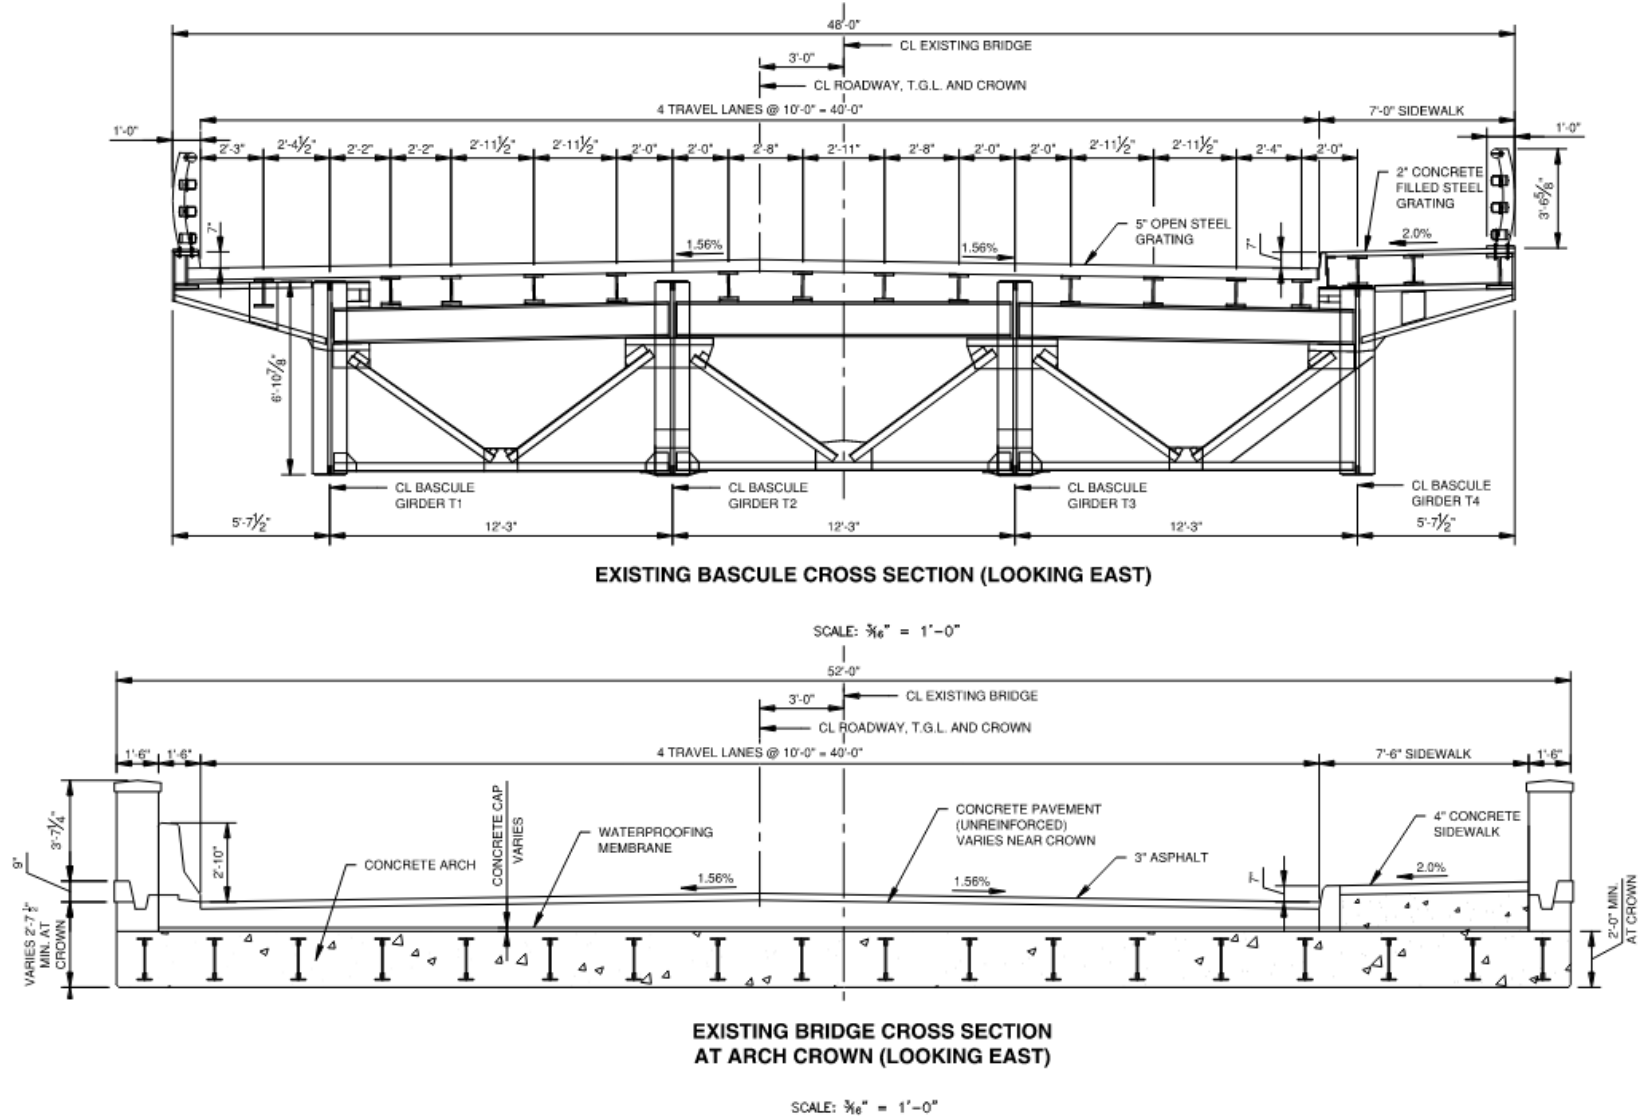 48'-0"
CL EXISTING BRIDGE
3'-0"
CL ROADWAY, T.G.L. AND CROWN
4 TRAVEL LANES @ 10'-0" = 40'-0"
7'-0" SIDEWALK
1'-0"
1'-0"
2'-3"
2'-4½"
2'-2"
2'-2"
2'-11½"
2'-11½"
2'-0"
2'-0"
2'-8"
2'-11"
2'-8"
2'-0"
2'-0"
2'-11½"
2'-11½"
2'-4"
2'-0"
2" CONCRETE
FILLED STEEL
GRATING
3'-6⅝"
5" OPEN STEEL
GRATING
7"
1.56%
1.56%
7"
2.0%
6'-10⅞"
CL BASCULE
GIRDER T1
CL BASCULE
GIRDER T2
CL BASCULE
GIRDER T3
CL BASCULE
GIRDER T4
5'-7½"
12'-3"
12'-3"
12'-3"
5'-7½"
EXISTING BASCULE CROSS SECTION (LOOKING EAST)
SCALE: 3/16" = 1'-0"
52'-0"
CL EXISTING BRIDGE
3'-0"
CL ROADWAY, T.G.L. AND CROWN
4 TRAVEL LANES @ 10'-0" = 40'-0"
1'-6"
1'-6"
7'-6" SIDEWALK
1'-6"
3'-7¼"
9"
VARIES 2'-7½"
MIN. AT
CROWN
2'-10"
CONCRETE ARCH
CONCRETE CAP
VARIES
WATERPROOFING
MEMBRANE
CONCRETE PAVEMENT
(UNREINFORCED)
VARIES NEAR CROWN
3" ASPHALT
4" CONCRETE
SIDEWALK
1.56%
1.56%
7"
2.0%
2'-0" MIN.
AT CROWN
EXISTING BRIDGE CROSS SECTION
AT ARCH CROWN (LOOKING EAST)
SCALE: 3/16" = 1'-0"